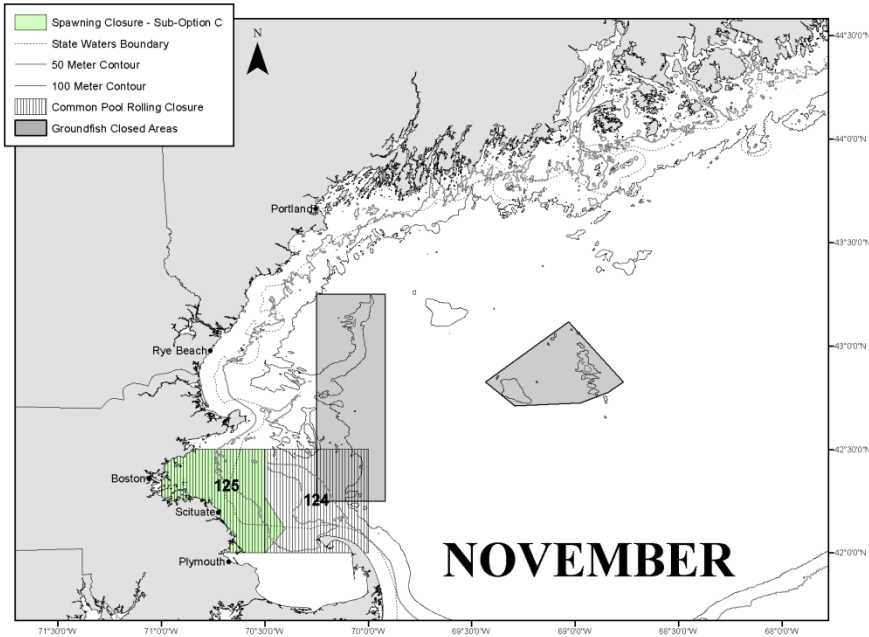 Spawning Closure - Sub-Option C
State Waters Boundary
50 Meter Contour
100 Meter Contour
Common Pool Rolling Closure
Groundfish Closed Areas
N
44°30'0"N
44°0'0"N
Portland
43°30'0"N
Rye Beach
43°0'0"N
42°30'0"N
Boston
125
124
Scituate
Plymouth
42°0'0"N
NOVEMBER
71°30'0"W
71°0'0"W
70°30'0"W
70°0'0"W
69°30'0"W
69°0'0"W
68°30'0"W
68°0'0"W